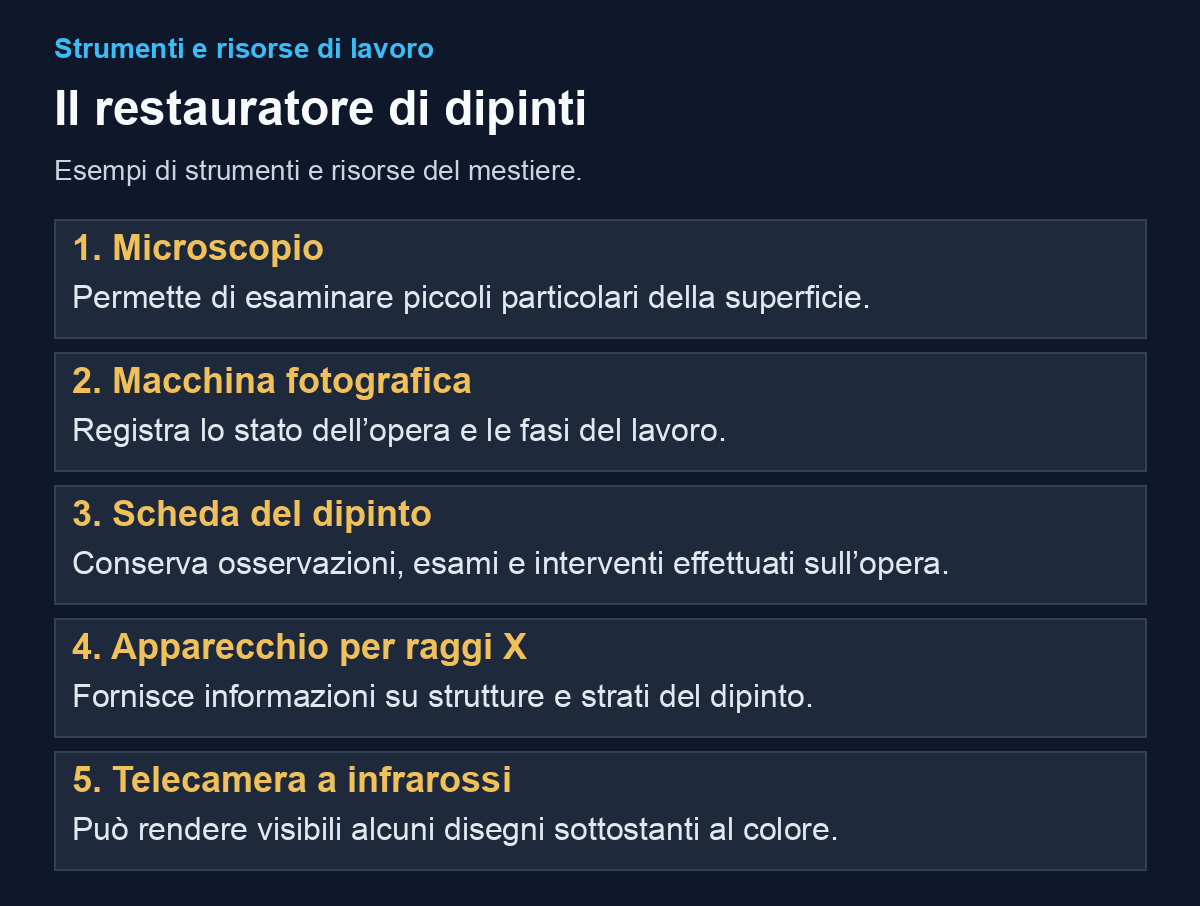 Strumenti e risorse di lavoro
Il restauratore di dipinti
Esempi di strumenti e risorse del mestiere.
1. Microscopio
Permette di esaminare piccoli particolari della superficie.
2. Macchina fotografica
Registra lo stato dell’opera e le fasi del lavoro.
3. Scheda del dipinto
Conserva osservazioni, esami e interventi effettuati sull’opera.
4. Apparecchio per raggi X
Fornisce informazioni su strutture e strati del dipinto.
5. Telecamera a infrarossi
Può rendere visibili alcuni disegni sottostanti al colore.